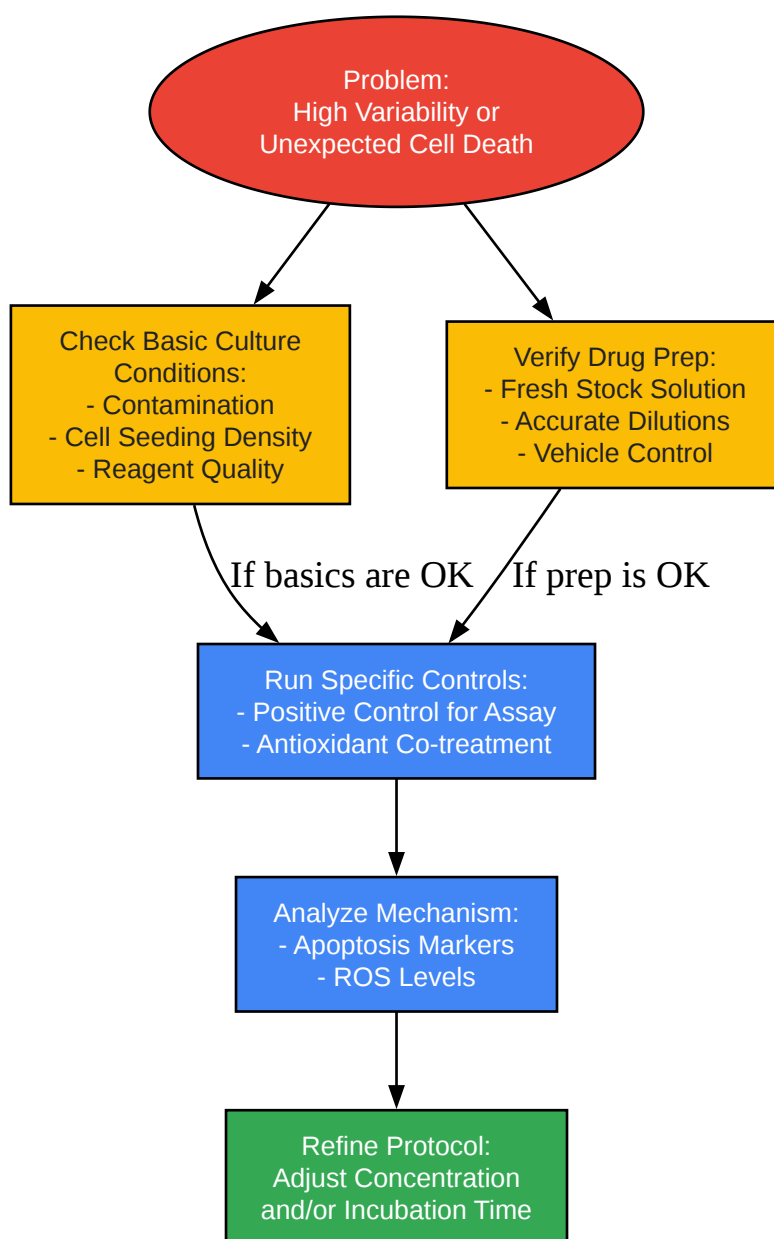 Problem:
High Variability or
Unexpected Cell Death
Check Basic Culture
Conditions:
- Contamination
- Cell Seeding Density
- Reagent Quality
Verify Drug Prep:
- Fresh Stock Solution
- Accurate Dilutions
- Vehicle Control
If basics are OK
If prep is OK
Run Specific Controls:
- Positive Control for Assay
- Antioxidant Co-treatment
Analyze Mechanism:
- Apoptosis Markers
- ROS Levels
Refine Protocol:
Adjust Concentration
and/or Incubation Time